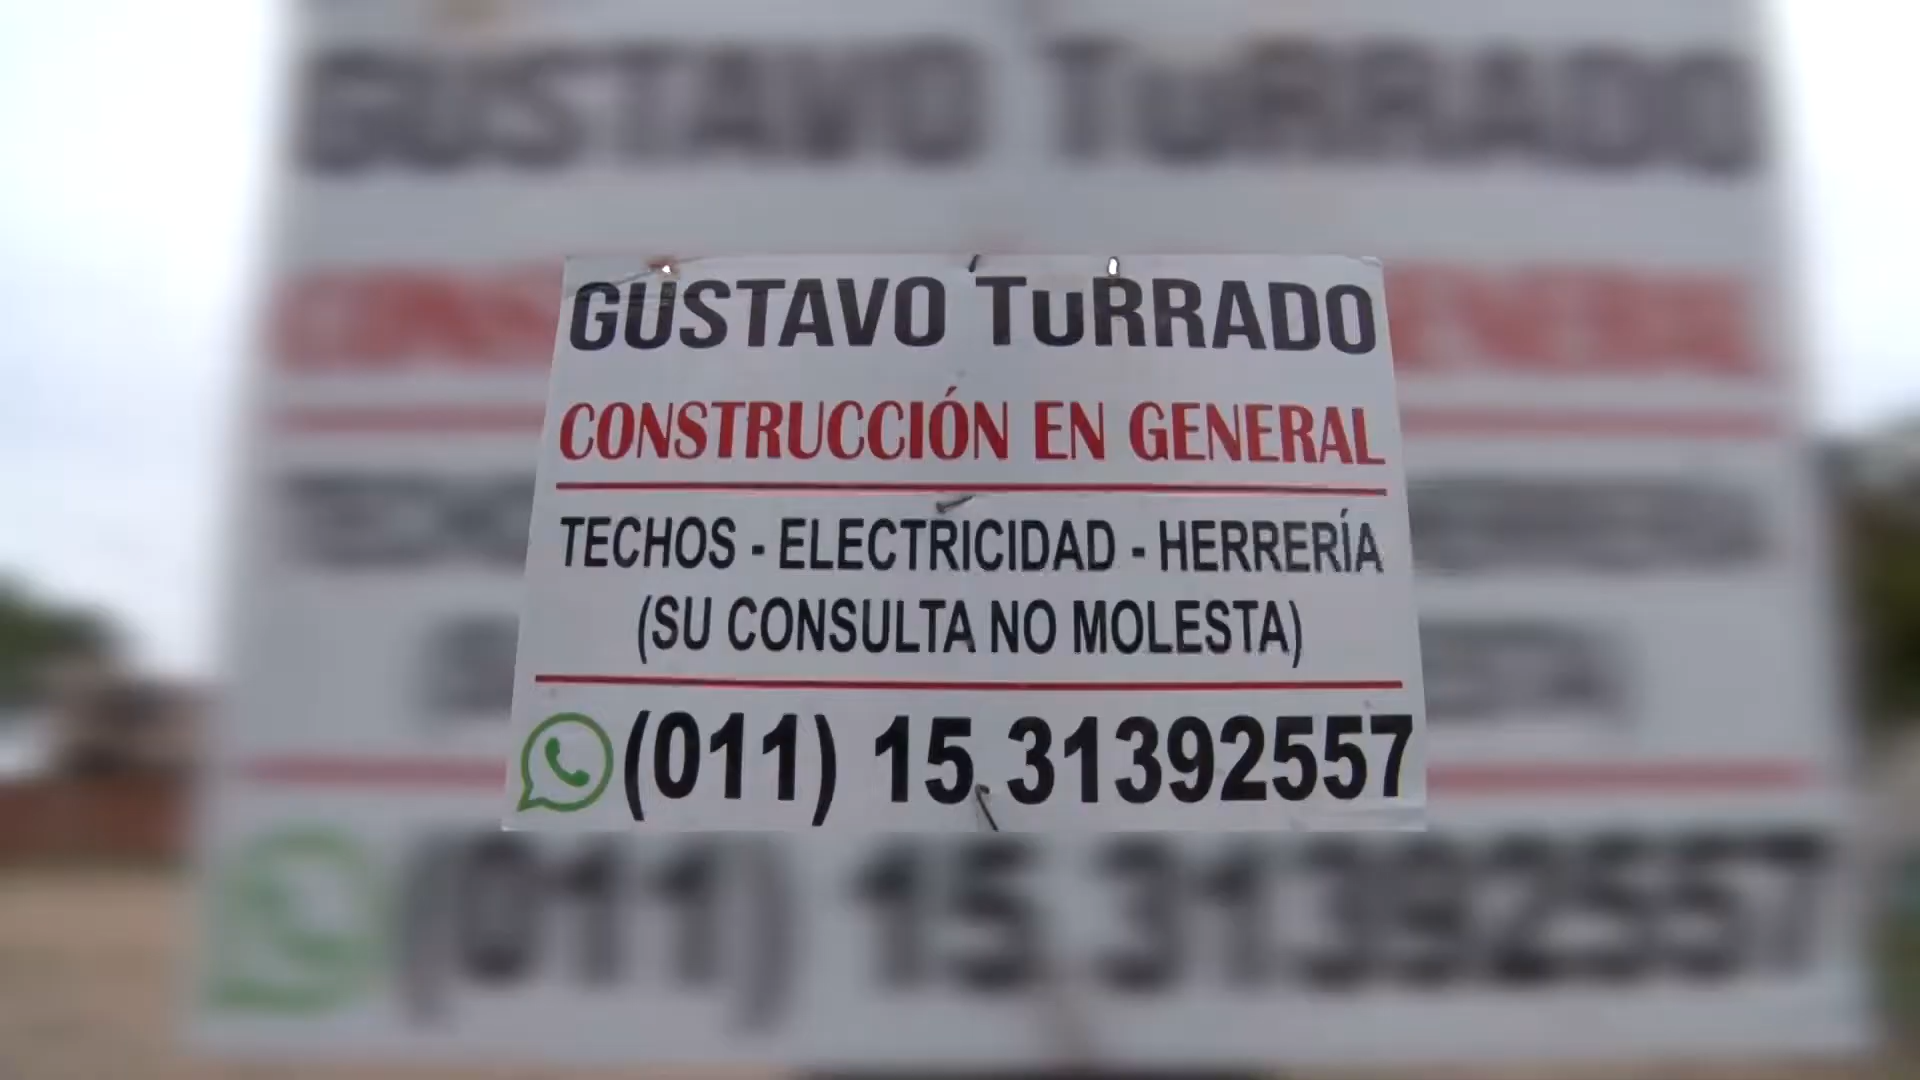 GUSTAVO TuRRADO
CONSTRUCCIÓN EN GENERAL
TECHOS - ELECTRICIDAD - HERRERÍA
(SU CONSULTA NO MOLESTA)
(011) 15 31392557